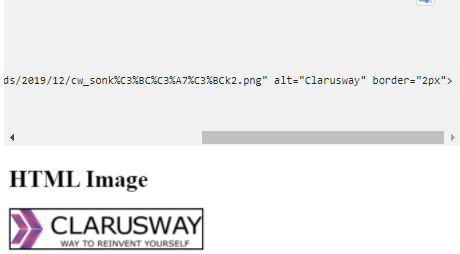 ds/2019/12/cw_sonk%C3%BC%C3%A7%C3%BCk2.png" alt="Clarusway" border="2px">
HTML Image
CLARUSWAY
WAY TO REINVENT YOURSELF